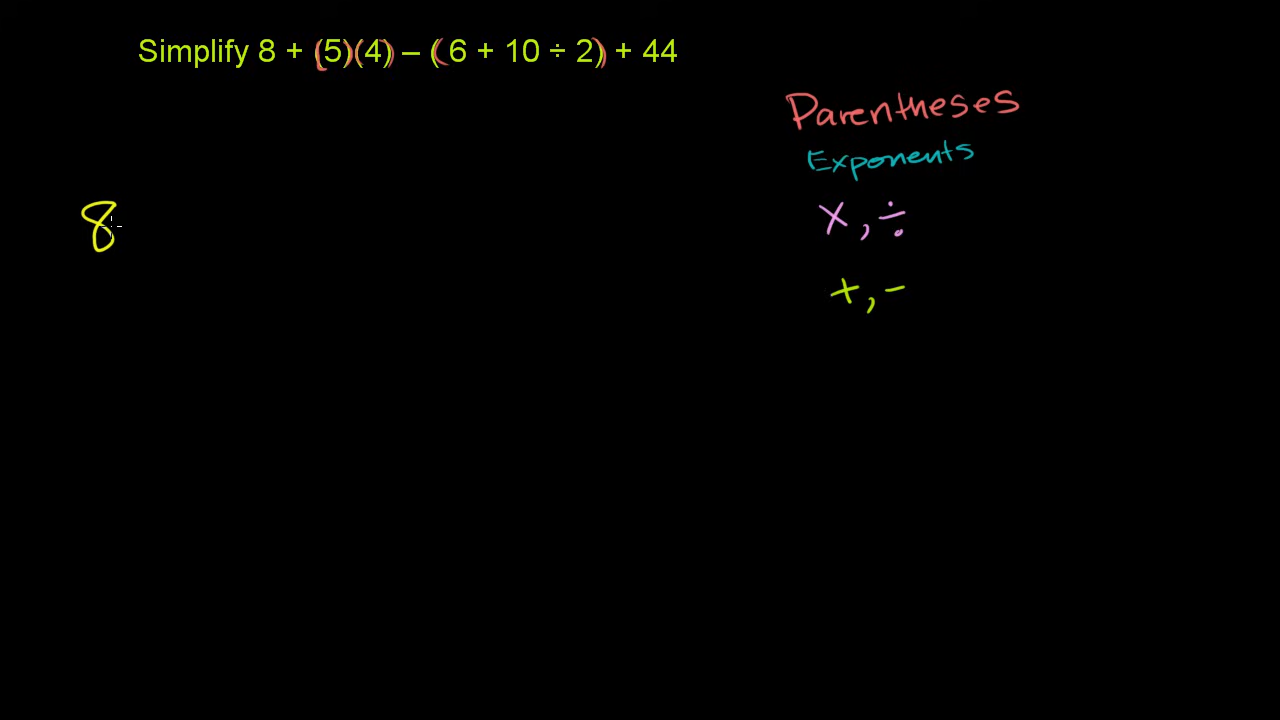 Simplify 8 + (5)(4) – (6 + 10 ÷ 2) + 44
Parentheses
Exponents
x, ÷
8
+, -